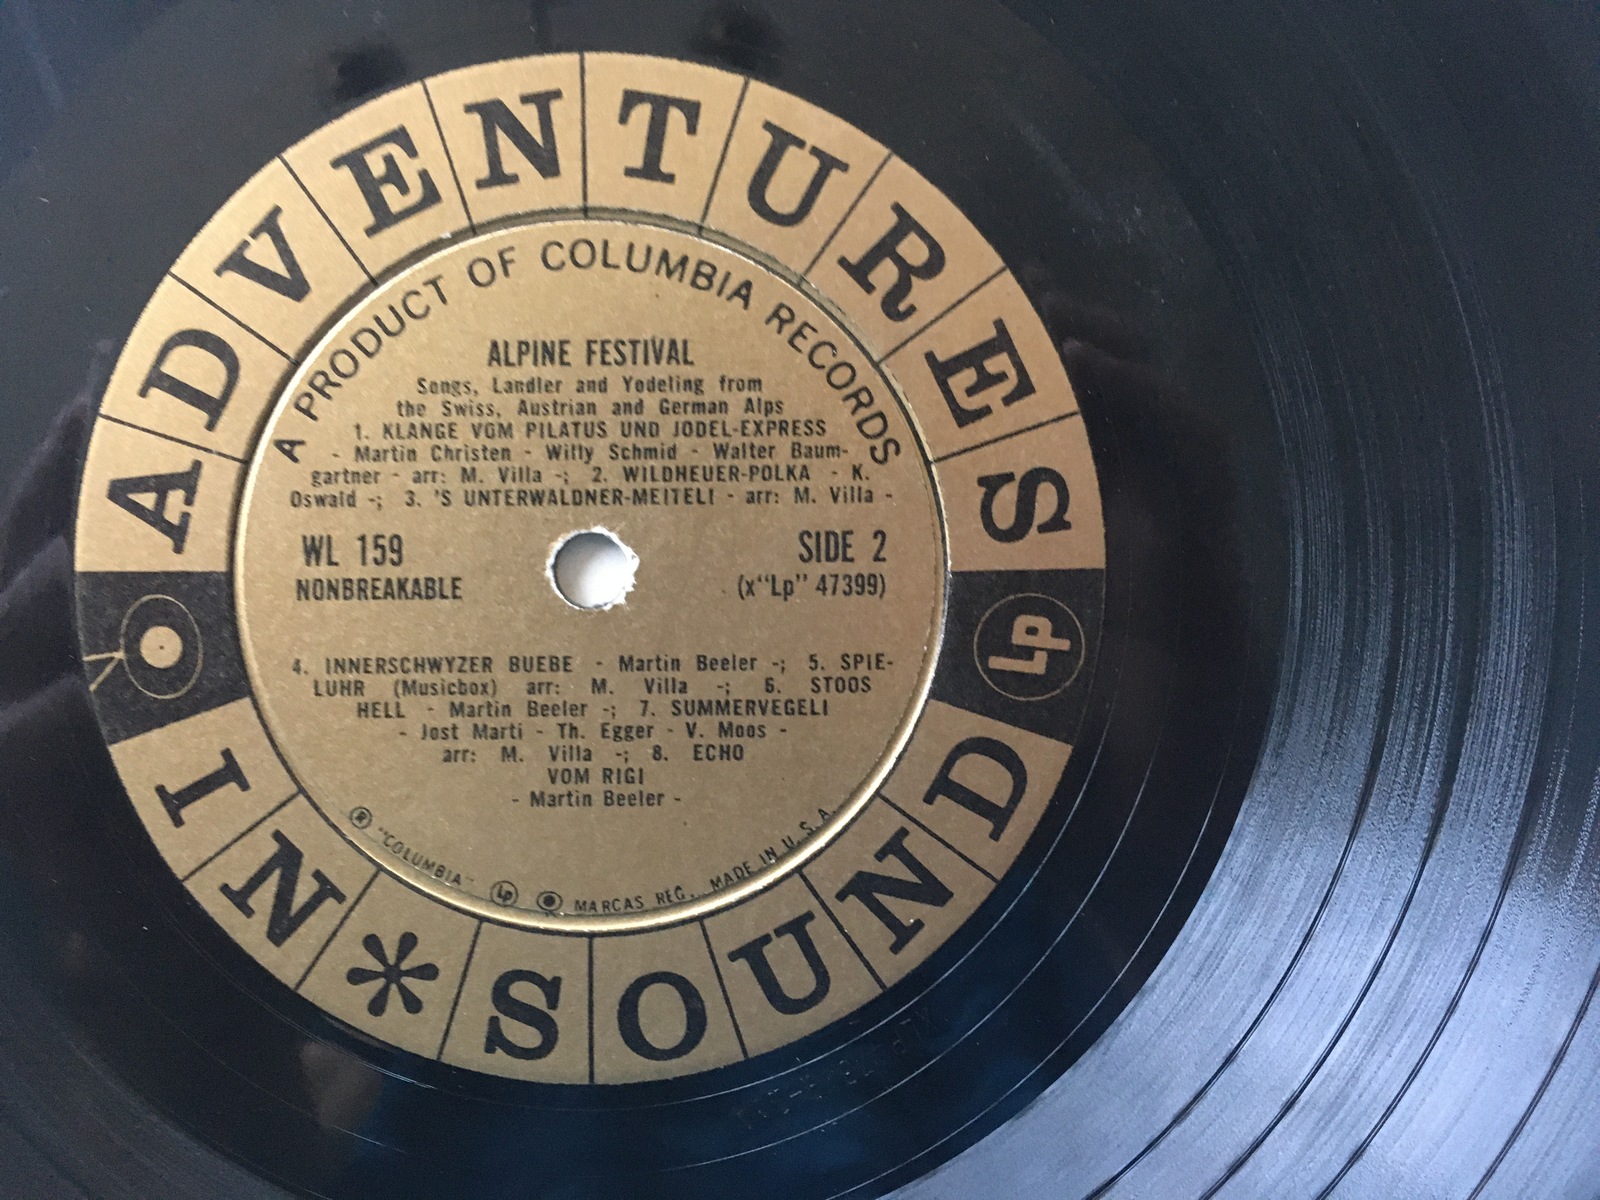 ADVENTURES
A PRODUCT OF COLUMBIA RECORDS
ALPINE FESTIVAL
Songs, Landler and Yodeling from
the Swiss, Austrian and German Alps
1. KLANGE VOM PILATUS UND JODEL-EXPRESS
- Martin Christen - Willy Schmid - Walter Baum-
gartner - arr: M. Villa -; 2. WILDHEUER-POLKA - K.
Oswald -; 3. 'S UNTERWALDNER-MEITELI - arr: M. Villa -
WL 159
NONBREAKABLE
SIDE 2
(x"Lp" 47399)
Lp
4. INNERSCHWYZER BUEBE - Martin Beeler -; 5. SPIE-
LUHR (Musicbox) arr: M. Villa -; 6. STOOS
HELL - Martin Beeler -; 7. SUMMERVEGELI
- Jost Marti - Th. Egger - V. Moos -
arr: M. Villa -; 8. ECHO
VOM RIGI
- Martin Beeler -
® "COLUMBIA" Lp MARCAS REG. MADE IN U.S.A.
IN * SOUND